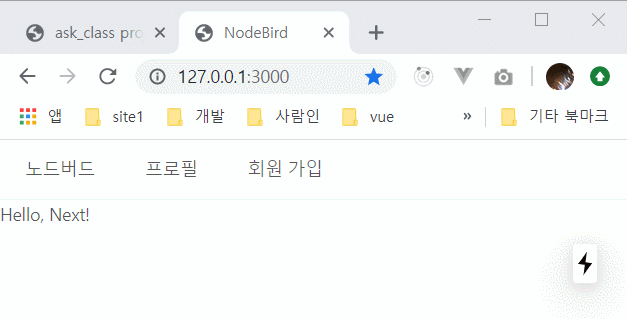 ask_class pro
NodeBird
127.0.0.1:3000
앱 site1 개발 사람인 vue » 기타 북마크
노드버드 프로필 회원 가입
Hello, Next!